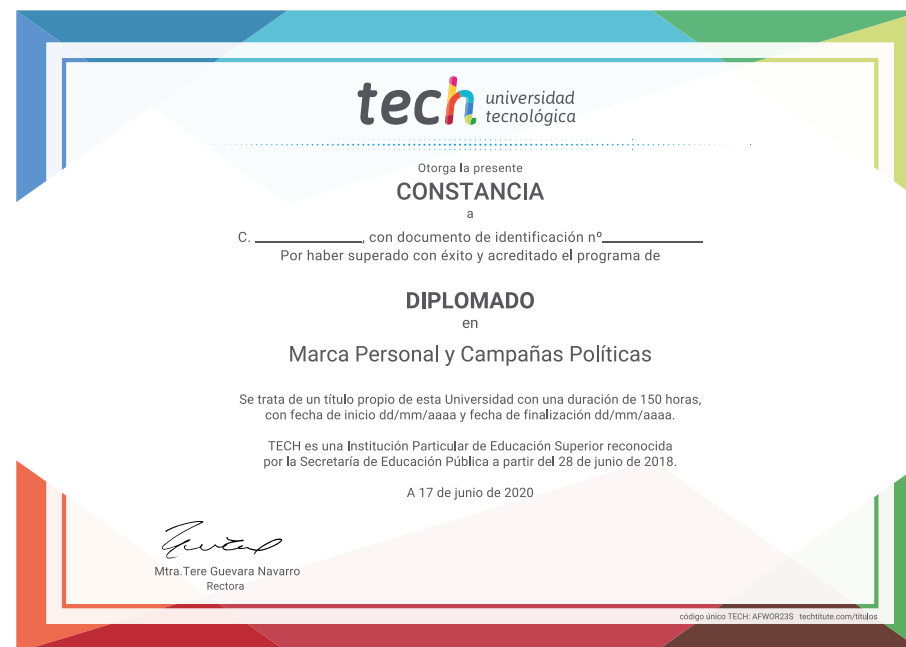 tech universidad
tecnológica
Otorga la presente
CONSTANCIA
a
C. ____________, con documento de identificación nº____________
Por haber superado con éxito y acreditado el programa de
DIPLOMADO
en
Marca Personal y Campañas Políticas
Se trata de un título propio de esta Universidad con una duración de 150 horas,
con fecha de inicio dd/mm/aaaa y fecha de finalización dd/mm/aaaa.
TECH es una Institución Particular de Educación Superior reconocida
por la Secretaría de Educación Pública a partir del 28 de junio de 2018.
A 17 de junio de 2020
Mtra.Tere Guevara Navarro
Rectora
código único TECH: AFWOR23S techtitute.com/titulos